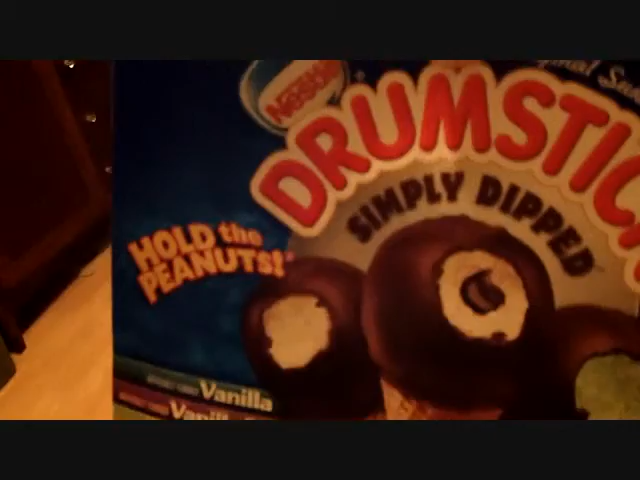 Nestlé
DRUMSTIC
SIMPLY DIPPED
HOLD the
PEANUTS!
Vanilla